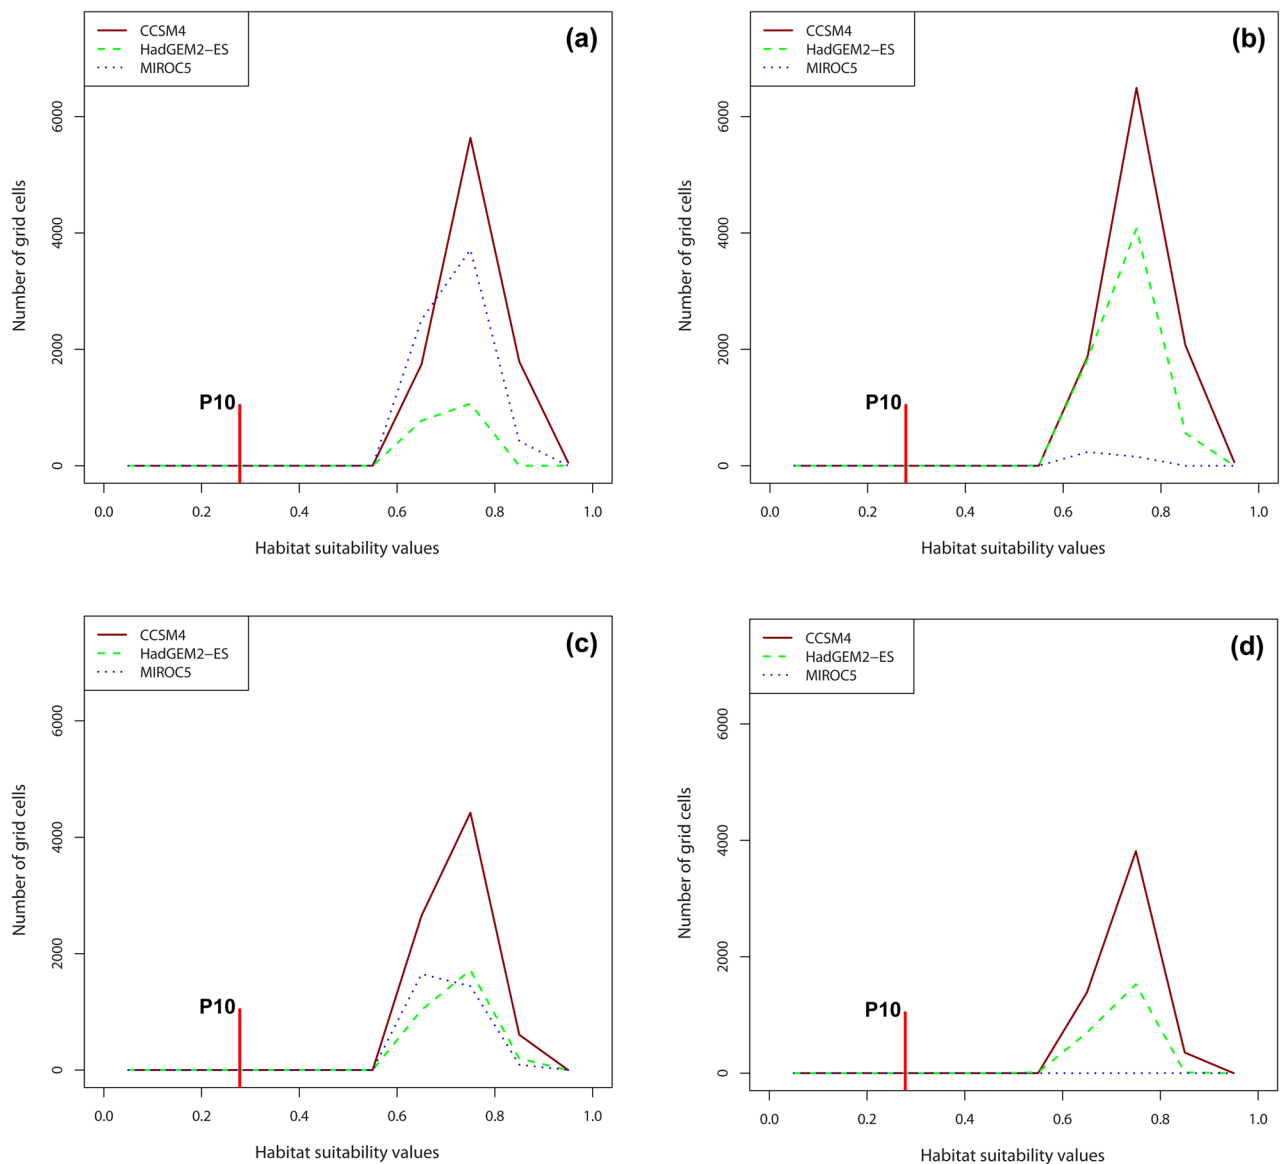 CCSM4
HadGEM2−ES
MIROC5
(a)
Number of grid cells
6000
4000
2000
0
P10
0.0 0.2 0.4 0.6 0.8 1.0
Habitat suitability values
CCSM4
HadGEM2−ES
MIROC5
(b)
Number of grid cells
6000
4000
2000
0
P10
0.0 0.2 0.4 0.6 0.8 1.0
Habitat suitability values
CCSM4
HadGEM2−ES
MIROC5
(c)
Number of grid cells
6000
4000
2000
0
P10
0.0 0.2 0.4 0.6 0.8 1.0
Habitat suitability values
CCSM4
HadGEM2−ES
MIROC5
(d)
Number of grid cells
6000
4000
2000
0
P10
0.0 0.2 0.4 0.6 0.8 1.0
Habitat suitability values